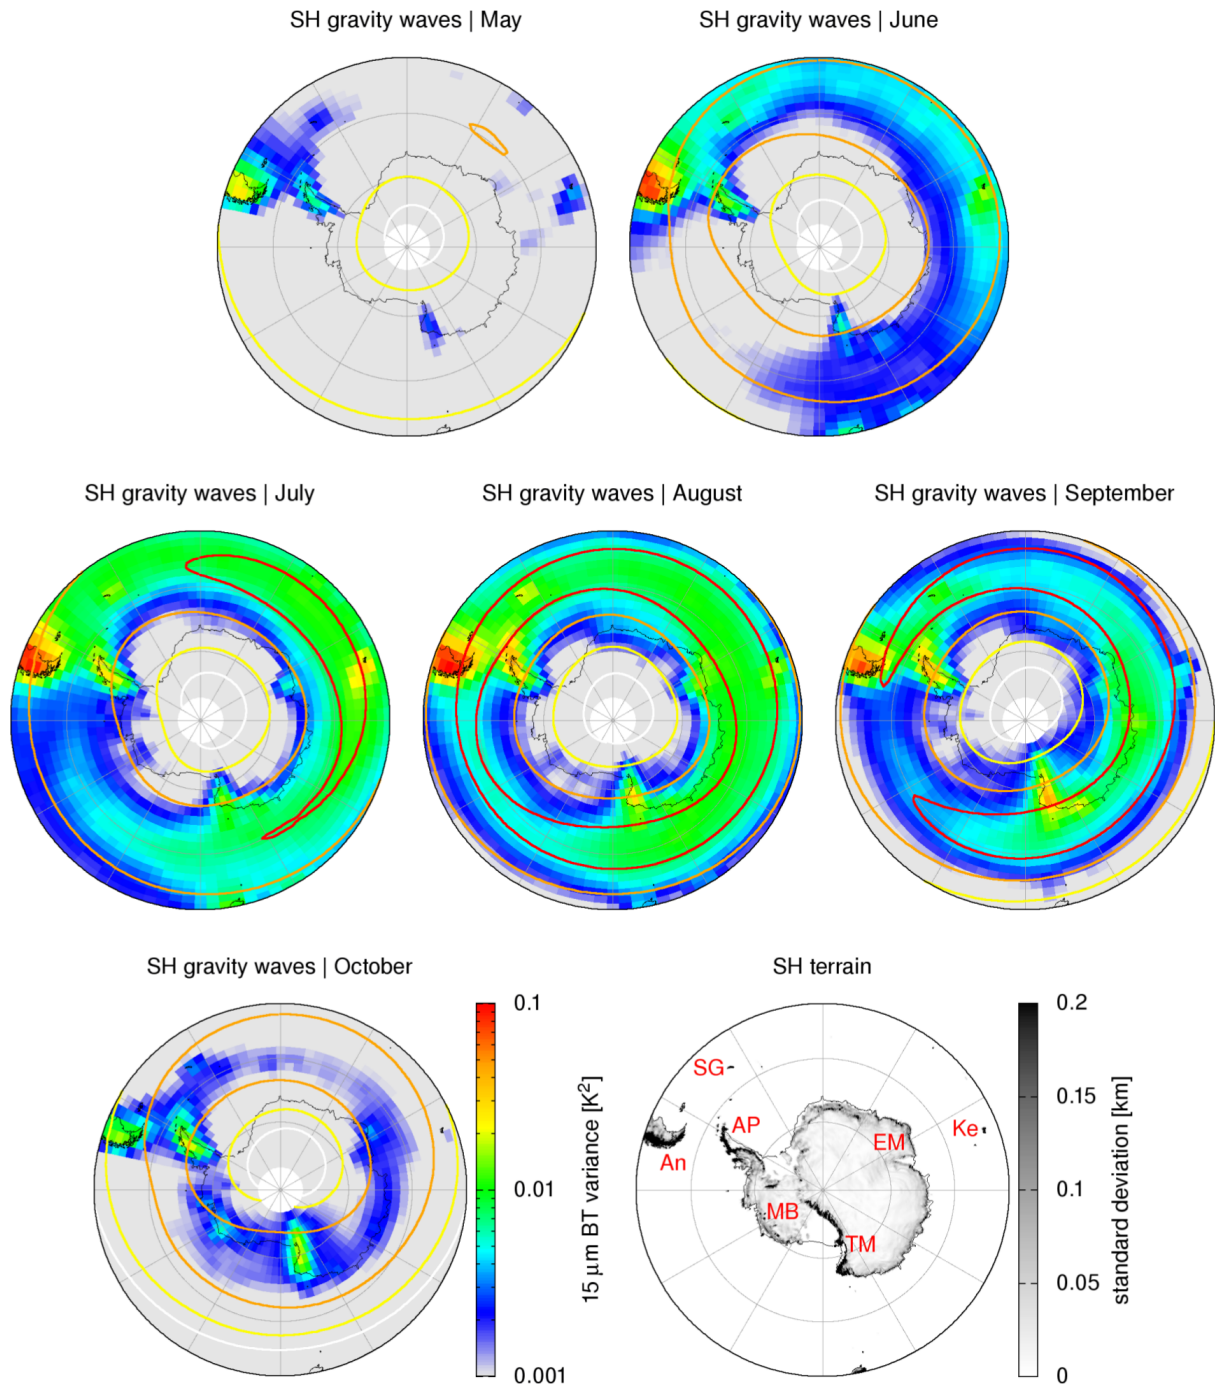 SH gravity waves | May
SH gravity waves | June
SH gravity waves | July
SH gravity waves | August
SH gravity waves | September
SH gravity waves | October
0.1
0.01
0.001
15 µm BT variance [K²]
SH terrain
SG
AP
An
EM
Ke
MB
TM
0.2
0.15
0.1
0.05
0
standard deviation [km]